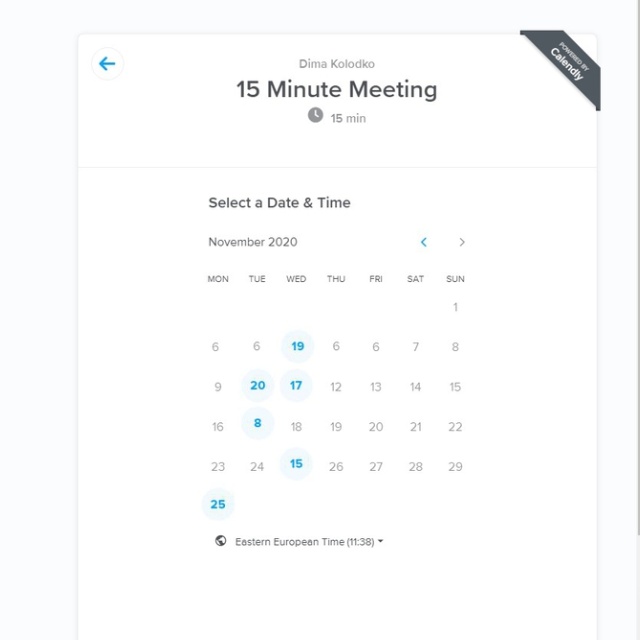 POWERED BY
Calendly
Dima Kolodko
15 Minute Meeting
15 min
Select a Date & Time
November 2020
MON TUE WED THU FRI SAT SUN
1
6 6 19 6 6 7 8
9 20 17 12 13 14 15
16 8 18 19 20 21 22
23 24 15 26 27 28 29
25
Eastern European Time (11:38)